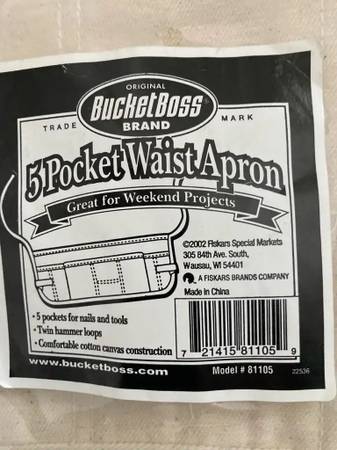 ORIGINAL
BucketBoss
TRADE BRAND MARK
5 Pocket Waist Apron
Great for Weekend Projects
©2002 Fiskars Special Markets
305 84th Ave. South,
Wausau, WI 54401
A FISKARS BRANDS COMPANY
Made in China
• 5 pockets for nails and tools
• Twin hammer loops
• Comfortable cotton canvas construction
7 21415 81105 9
www.bucketboss.com Model # 81105 22536